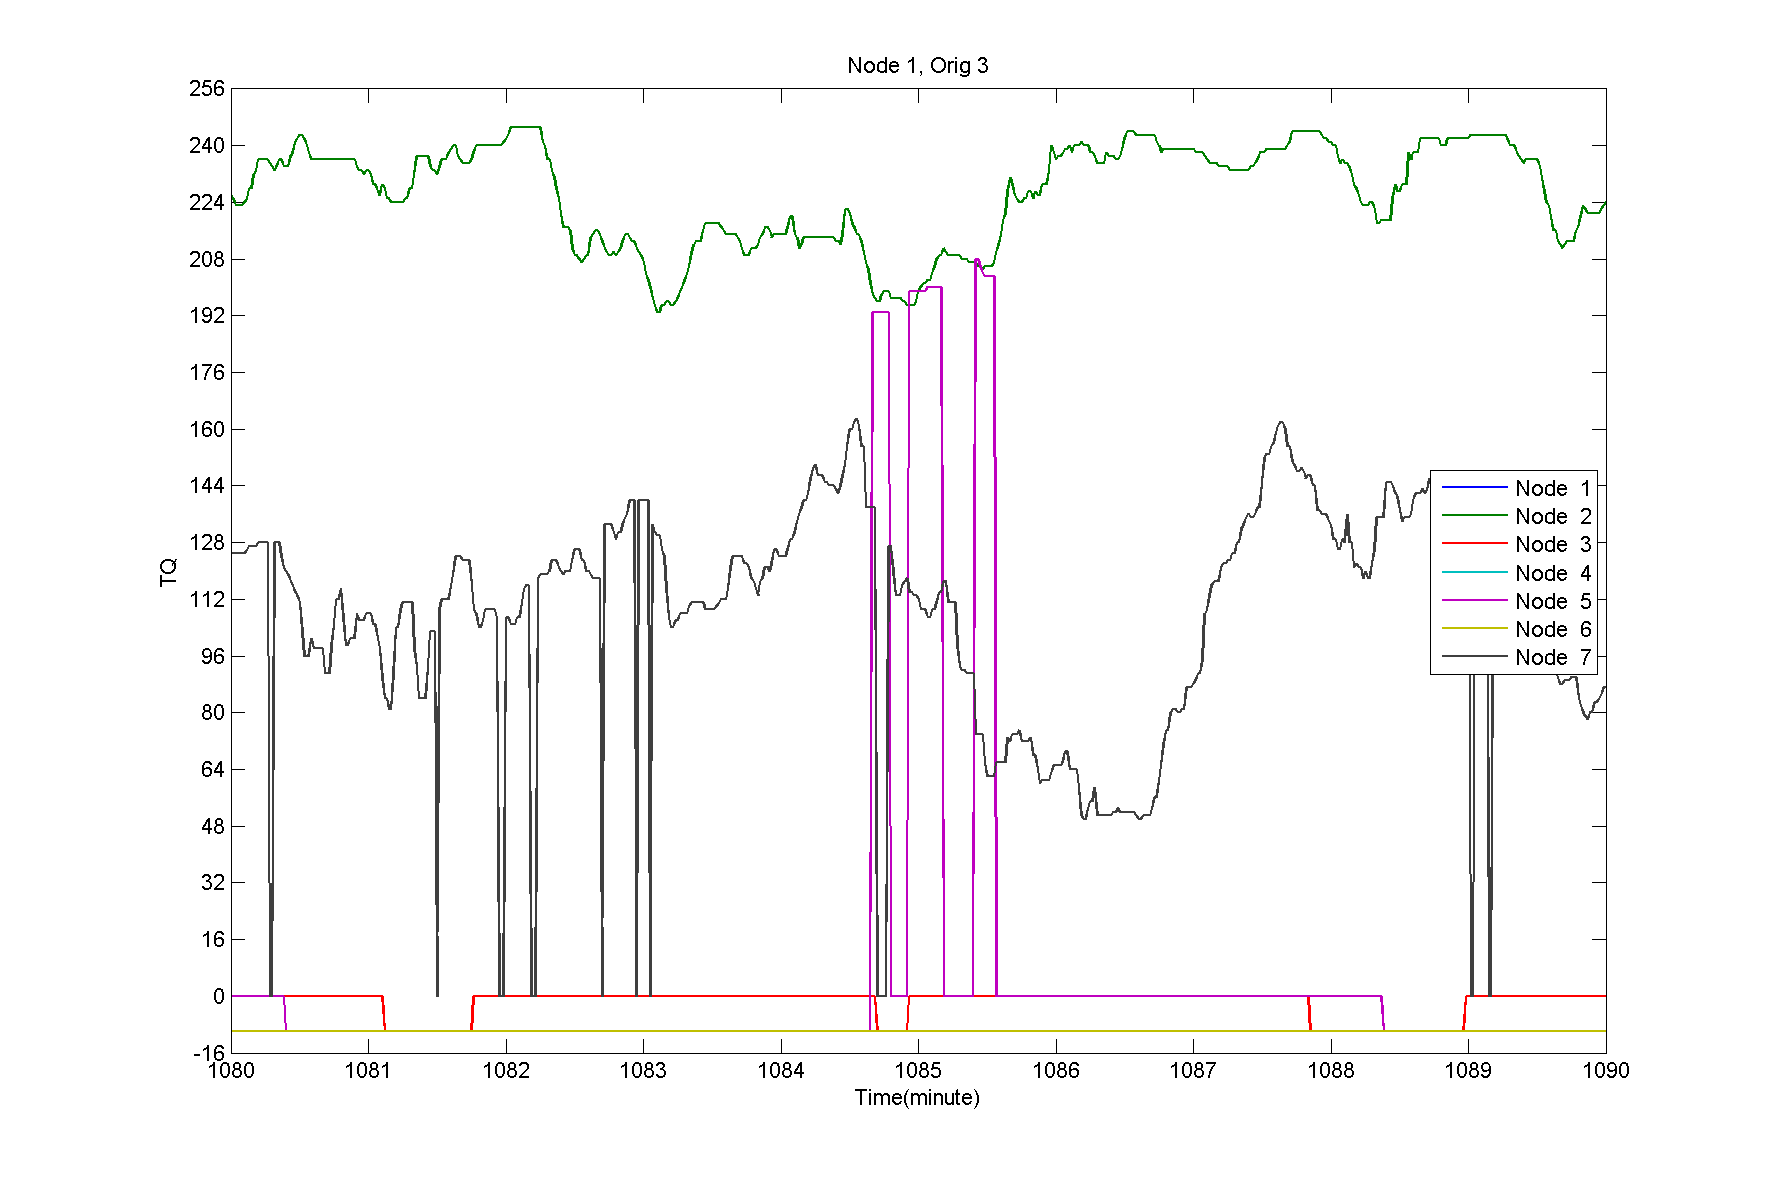 Node 1, Orig 3
256
240
224
208
192
176
160
144
128
112
96
80
64
48
32
16
0
-16
TQ
Node 1
Node 2
Node 3
Node 4
Node 5
Node 6
Node 7
1080 1081 1082 1083 1084 1085 1086 1087 1088 1089 1090
Time(minute)